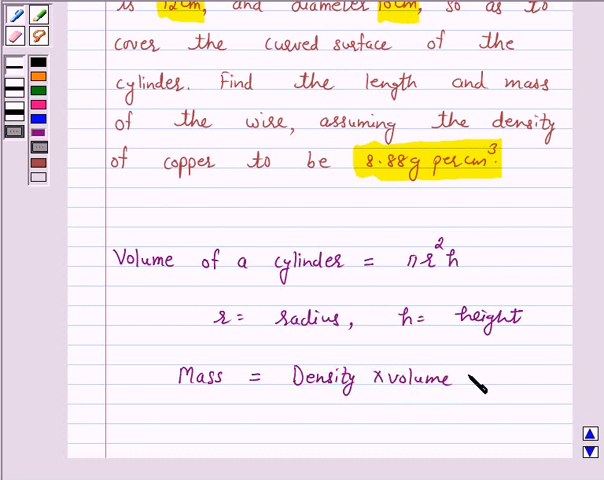 is 12cm, and diameter 10cm, so as to
cover the curved surface of the
cylinder. Find the length and mass
of the wire, assuming the density
of copper to be 8.88g per cm³.
Volume of a cylinder = πr²h
r = radius, h = height
Mass = Density × volume